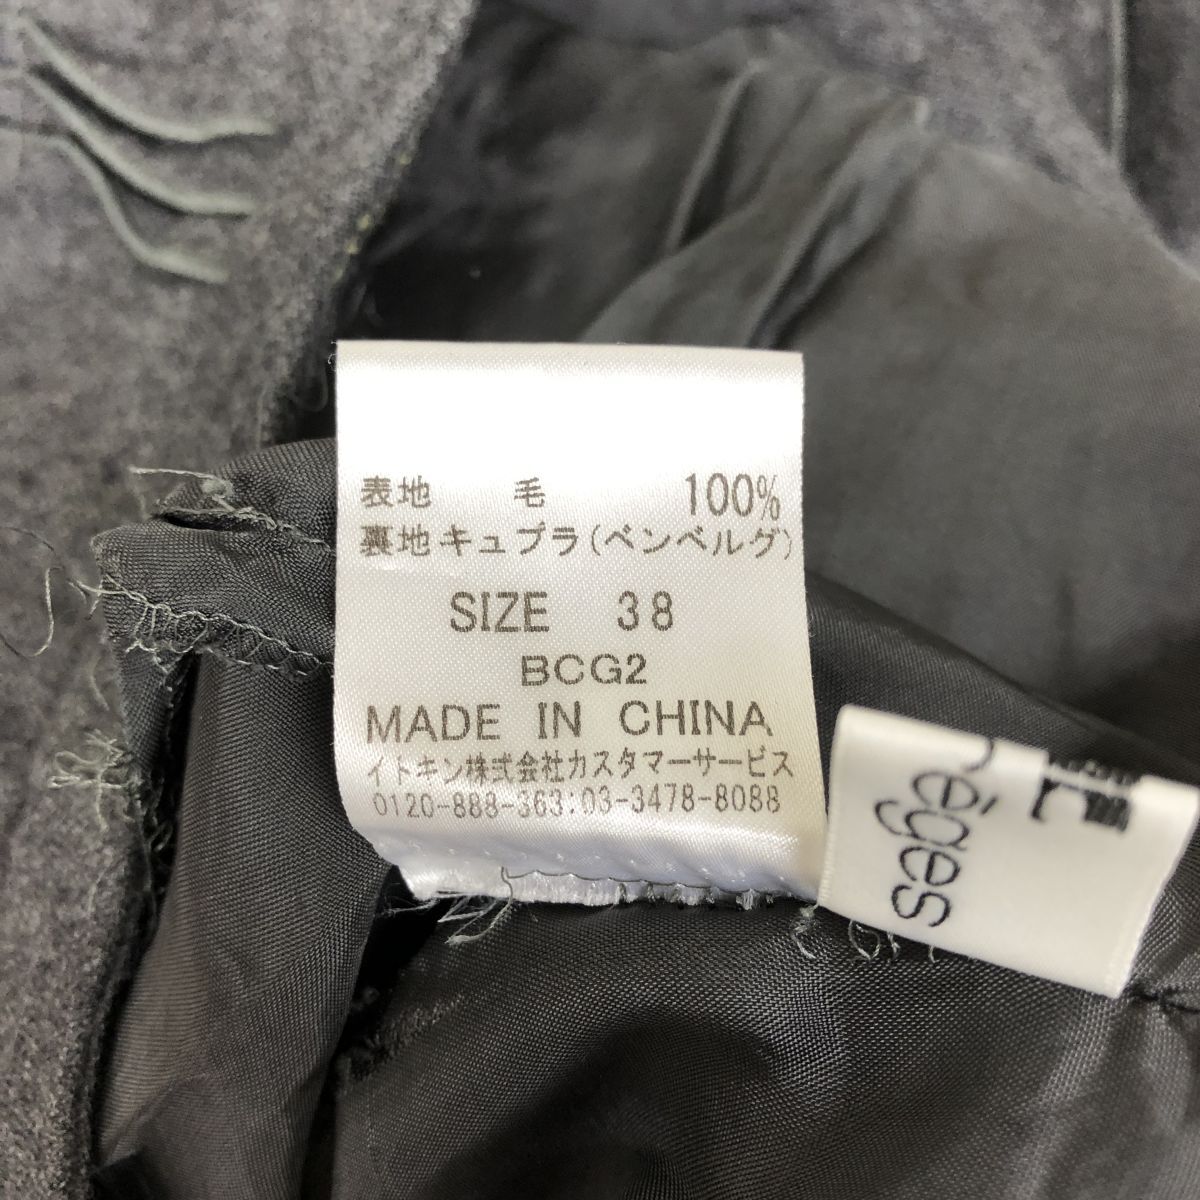 表地 毛 100%
裏地キュプラ(ベンベルグ)
SIZE 38
BCG2
MADE IN CHINA
イトキン株式会社カスタマーサービス
0120-888-363:03-3478-8088
éges